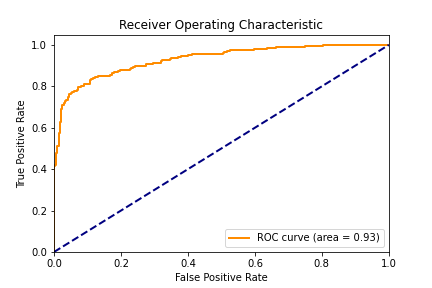 Receiver Operating Characteristic
1.0
0.8
0.6
0.4
0.2
0.0
True Positive Rate
ROC curve (area = 0.93)
0.0 0.2 0.4 0.6 0.8 1.0
False Positive Rate